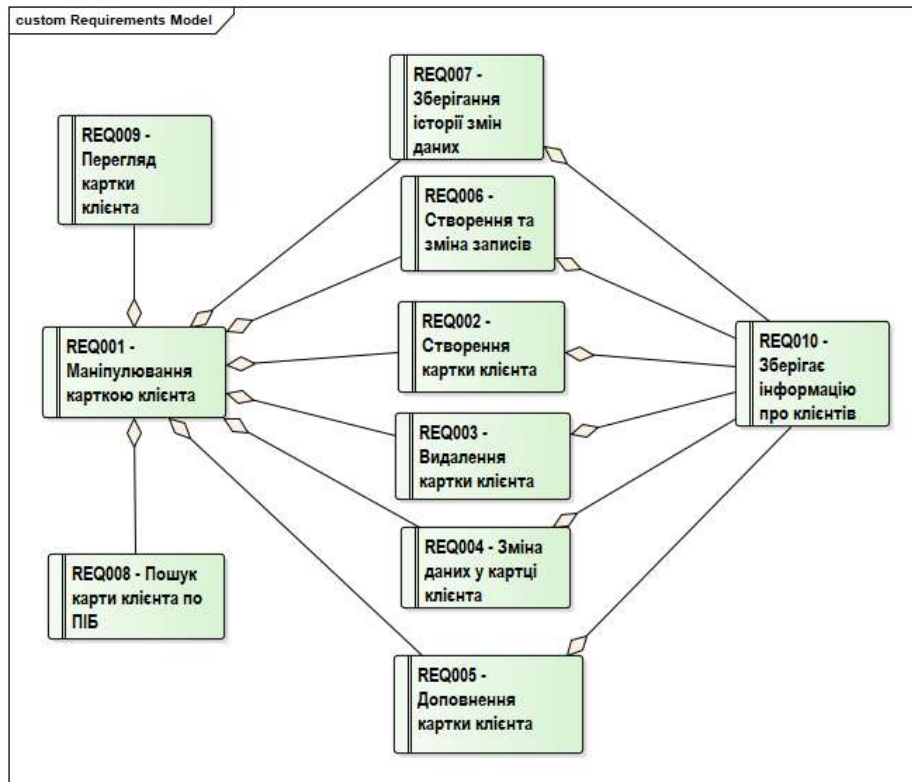 custom Requirements Model
REQ007 -
Зберігання
історії змін
даних
REQ009 -
Перегляд
картки
клієнта
REQ006 -
Створення та
зміна записів
REQ002 -
Створення
картки клієнта
REQ001 -
Маніпулювання
карткою клієнта
REQ010 -
Зберігає
інформацію
про клієнтів
REQ003 -
Видалення
картки клієнта
REQ004 - Зміна
даних у картці
клієнта
REQ008 - Пошук
карти клієнта по
ПІБ
REQ005 -
Доповнення
картки клієнта